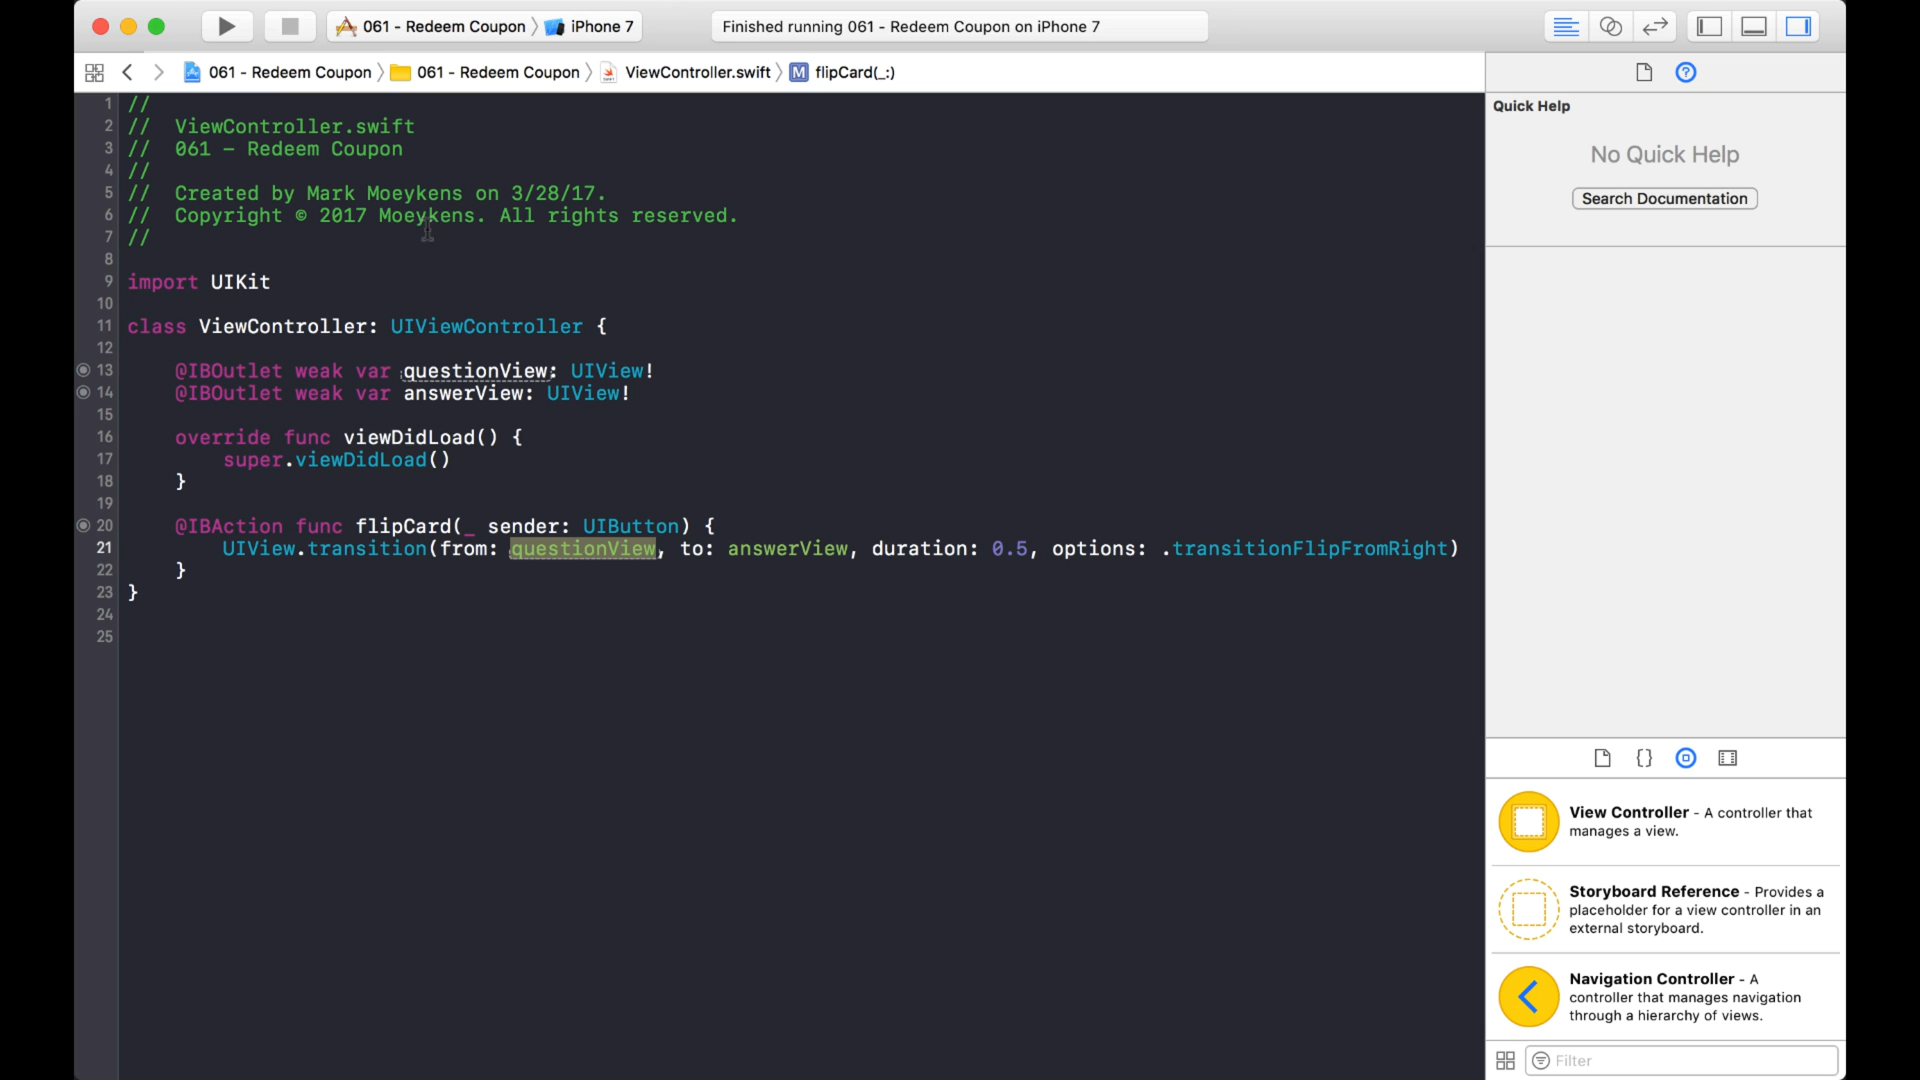 061 - Redeem Coupon iPhone 7 Finished running 061 - Redeem Coupon on iPhone 7
061 - Redeem Coupon 061 - Redeem Coupon ViewController.swift M flipCard(_:)
1 //
2 //  ViewController.swift
3 //  061 - Redeem Coupon
4 //
5 //  Created by Mark Moeykens on 3/28/17.
6 //  Copyright © 2017 Moeykens. All rights reserved.
7 //
8
9 import UIKit
10
11 class ViewController: UIViewController {
12
13     @IBOutlet weak var questionView: UIView!
14     @IBOutlet weak var answerView: UIView!
15
16     override func viewDidLoad() {
17         super.viewDidLoad()
18     }
19
20     @IBAction func flipCard(_ sender: UIButton) {
21         UIView.transition(from: questionView, to: answerView, duration: 0.5, options: .transitionFlipFromRight)
22     }
23 }
24
25
Quick Help
No Quick Help
Search Documentation
View Controller - A controller that
manages a view.
Storyboard Reference - Provides a
placeholder for a view controller in an
external storyboard.
Navigation Controller - A
controller that manages navigation
through a hierarchy of views.
Filter